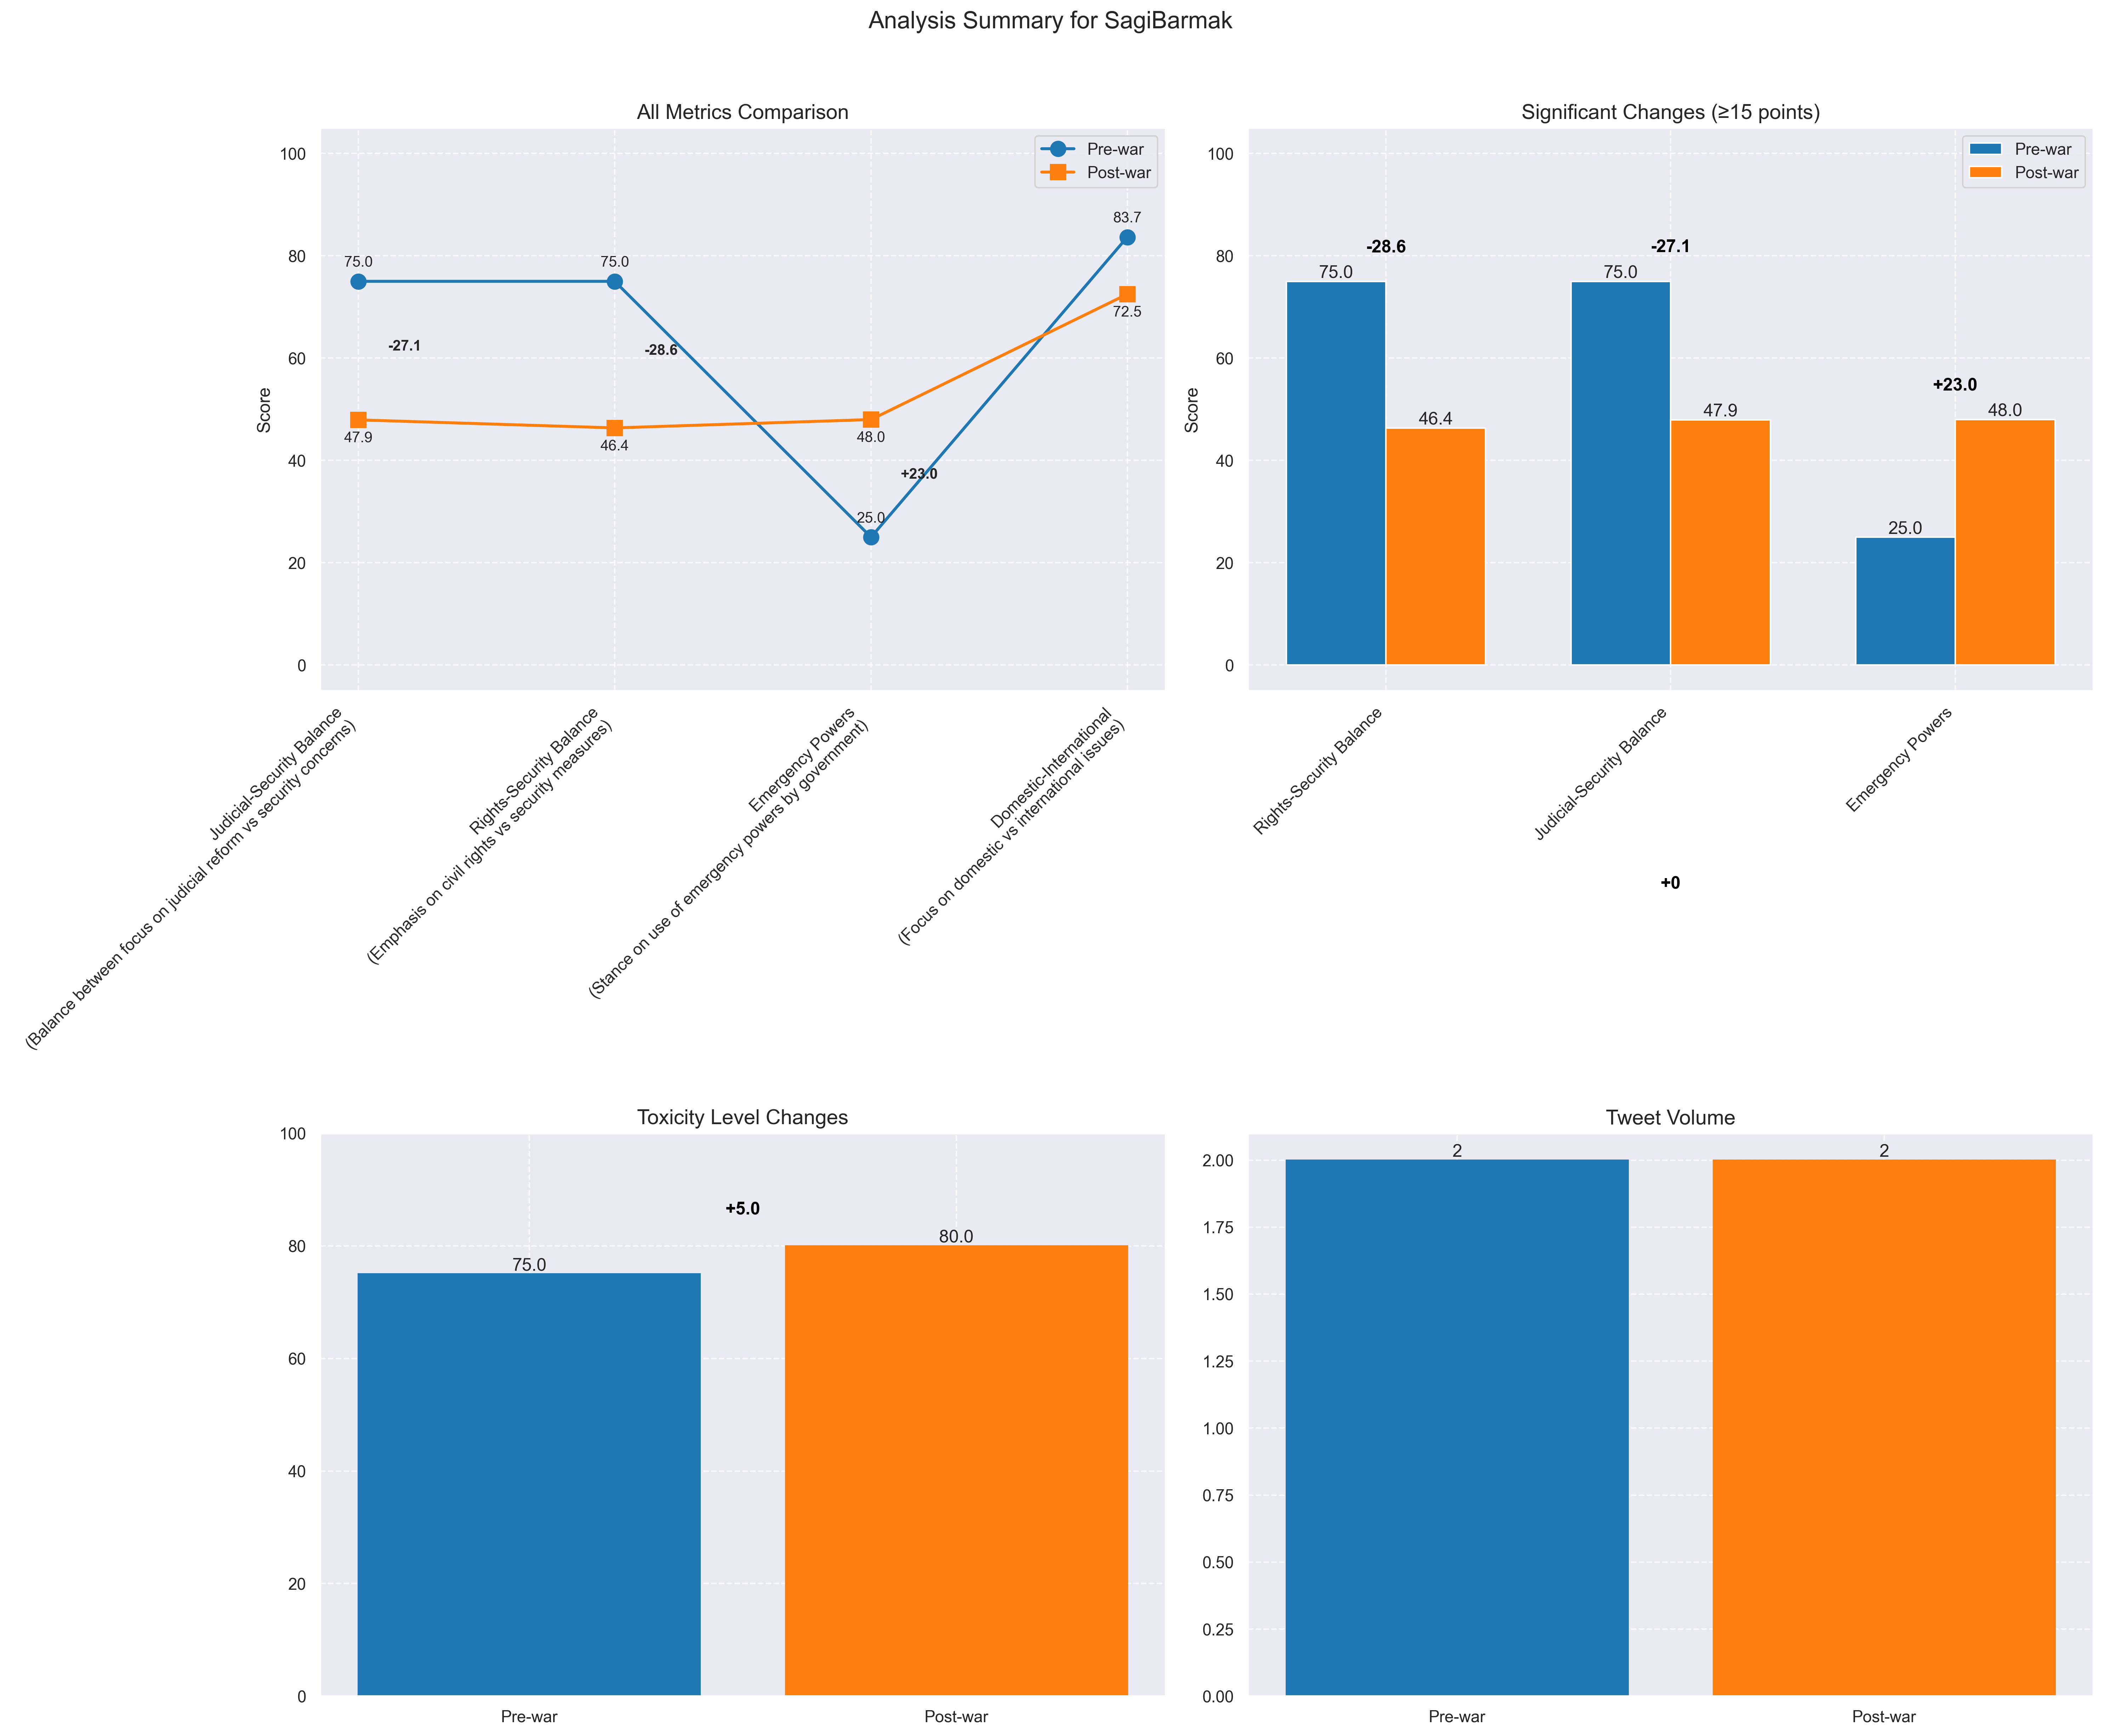 Analysis Summary for SagiBarmak
All Metrics Comparison
Pre-war
Post-war
Score
100
80
60
40
20
0
75.0
75.0
25.0
83.7
47.9
46.4
48.0
72.5
-27.1
-28.6
+23.0
Judicial-Security Balance
(Balance between focus on judicial reform vs security concerns)
Rights-Security Balance
(Emphasis on civil rights vs security measures)
Emergency Powers
(Stance on use of emergency powers by government)
Domestic-International
(Focus on domestic vs international issues)
Significant Changes (≥15 points)
Pre-war
Post-war
Score
100
80
60
40
20
0
-28.6
-27.1
+23.0
75.0
46.4
75.0
47.9
25.0
48.0
Rights-Security Balance
Judicial-Security Balance
Emergency Powers
Toxicity Level Changes
100
80
60
40
20
0
+5.0
75.0
80.0
Pre-war
Post-war
+0
Tweet Volume
2.00
1.75
1.50
1.25
1.00
0.75
0.50
0.25
0.00
2
2
Pre-war
Post-war